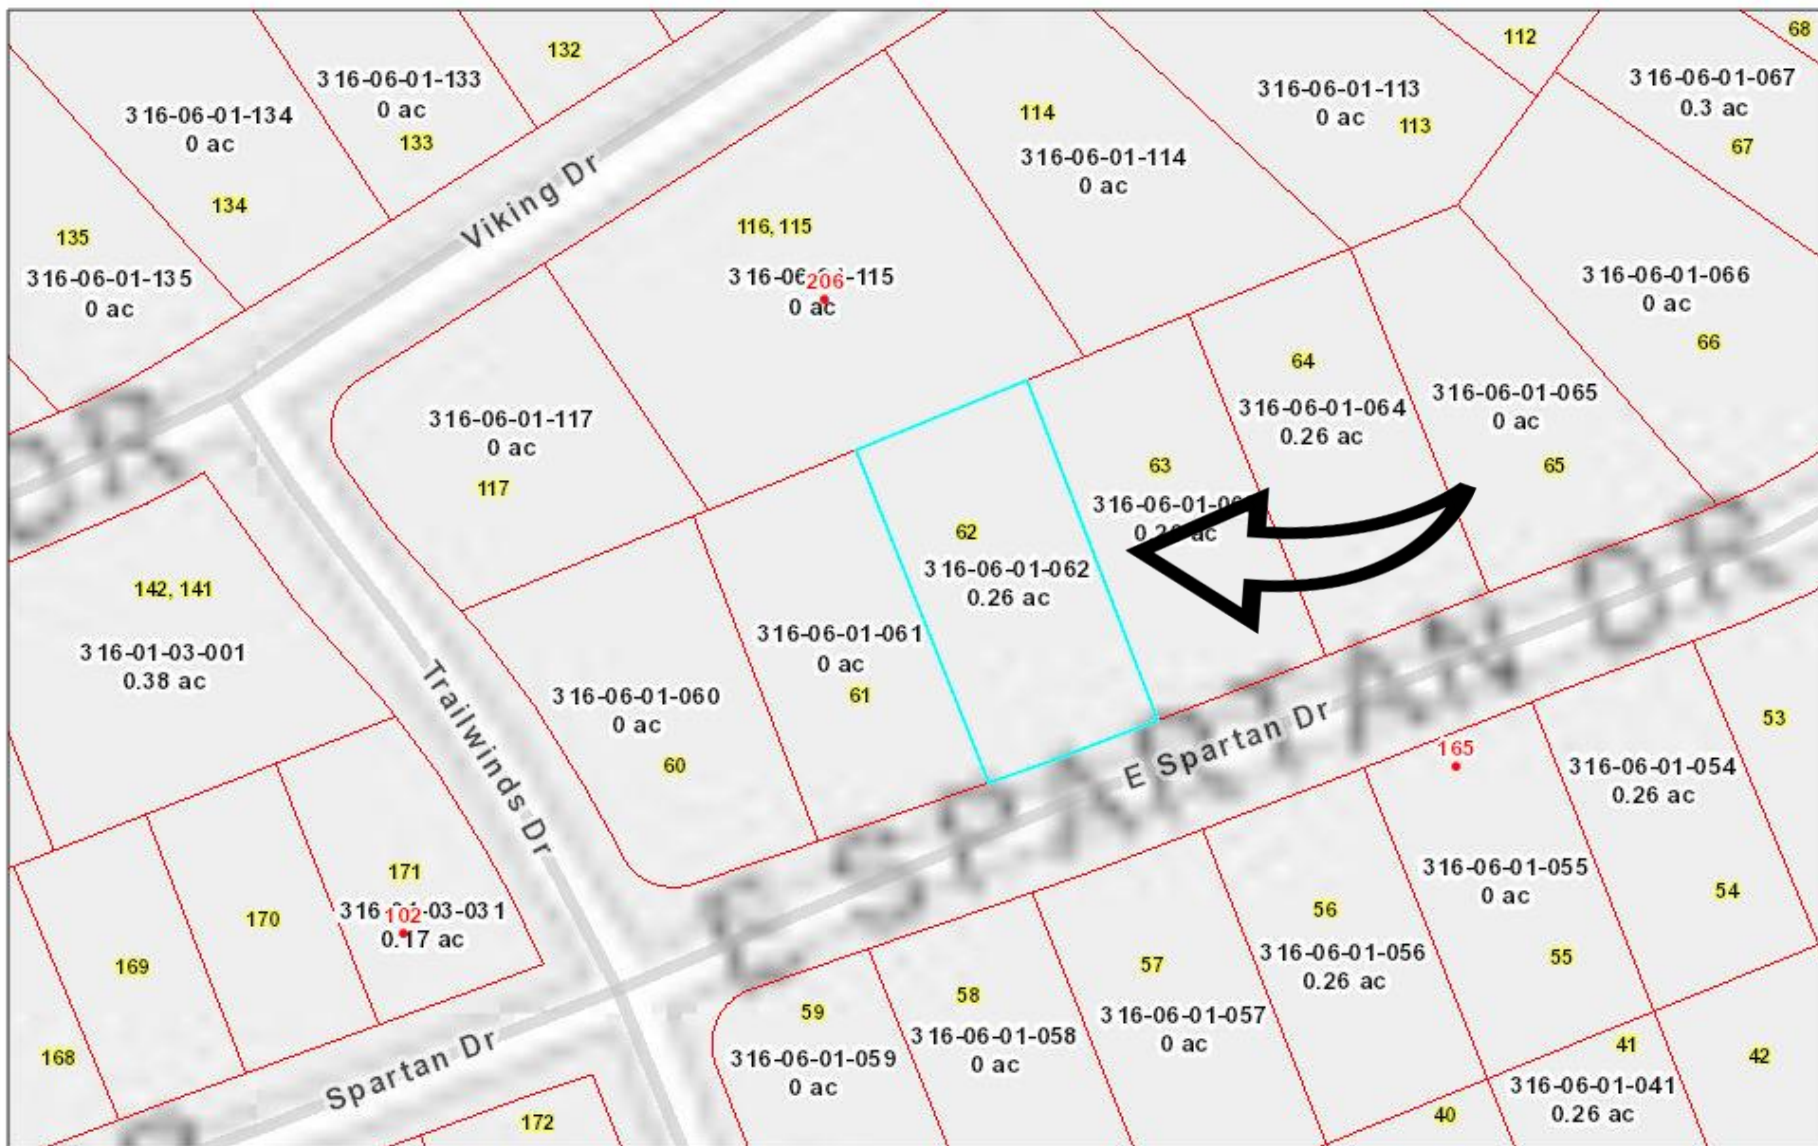 132
112
68
316-06-01-133
0 ac
133
316-06-01-134
0 ac
134
316-06-01-067
0.3 ac
67
316-06-01-113
0 ac
113
114
316-06-01-114
0 ac
Viking Dr
135
316-06-01-135
0 ac
116, 115
206
0 ac
316-06-01-066
0 ac
66
64
316-06-01-064
0.26 ac
316-06-01-065
0 ac
65
316-06-01-117
0 ac
117
63
62
316-06-01-062
0.26 ac
DR
142, 141
316-01-03-001
0.38 ac
316-06-01-061
0 ac
61
316-06-01-060
0 ac
60
Trailwinds Dr
E Spartan Dr
E SPARTAN DR
165
53
316-06-01-054
0.26 ac
54
316-06-01-055
0 ac
55
171
102
0.17 ac
170
169
168
56
316-06-01-056
0.26 ac
57
316-06-01-057
0 ac
58
316-06-01-058
0 ac
59
316-06-01-059
0 ac
Spartan Dr
172
41
316-06-01-041
0.26 ac
40
42